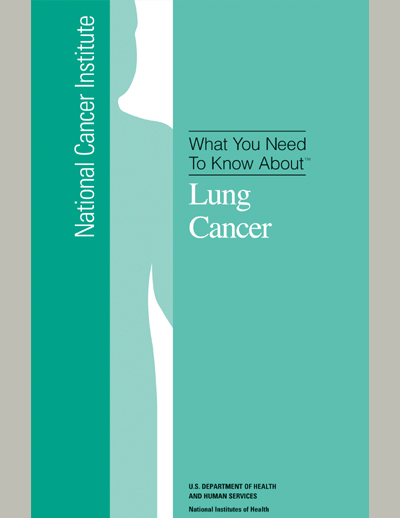 National Cancer Institute
What You Need
To Know About™
Lung
Cancer
U.S. DEPARTMENT OF HEALTH
AND HUMAN SERVICES
National Institutes of Health